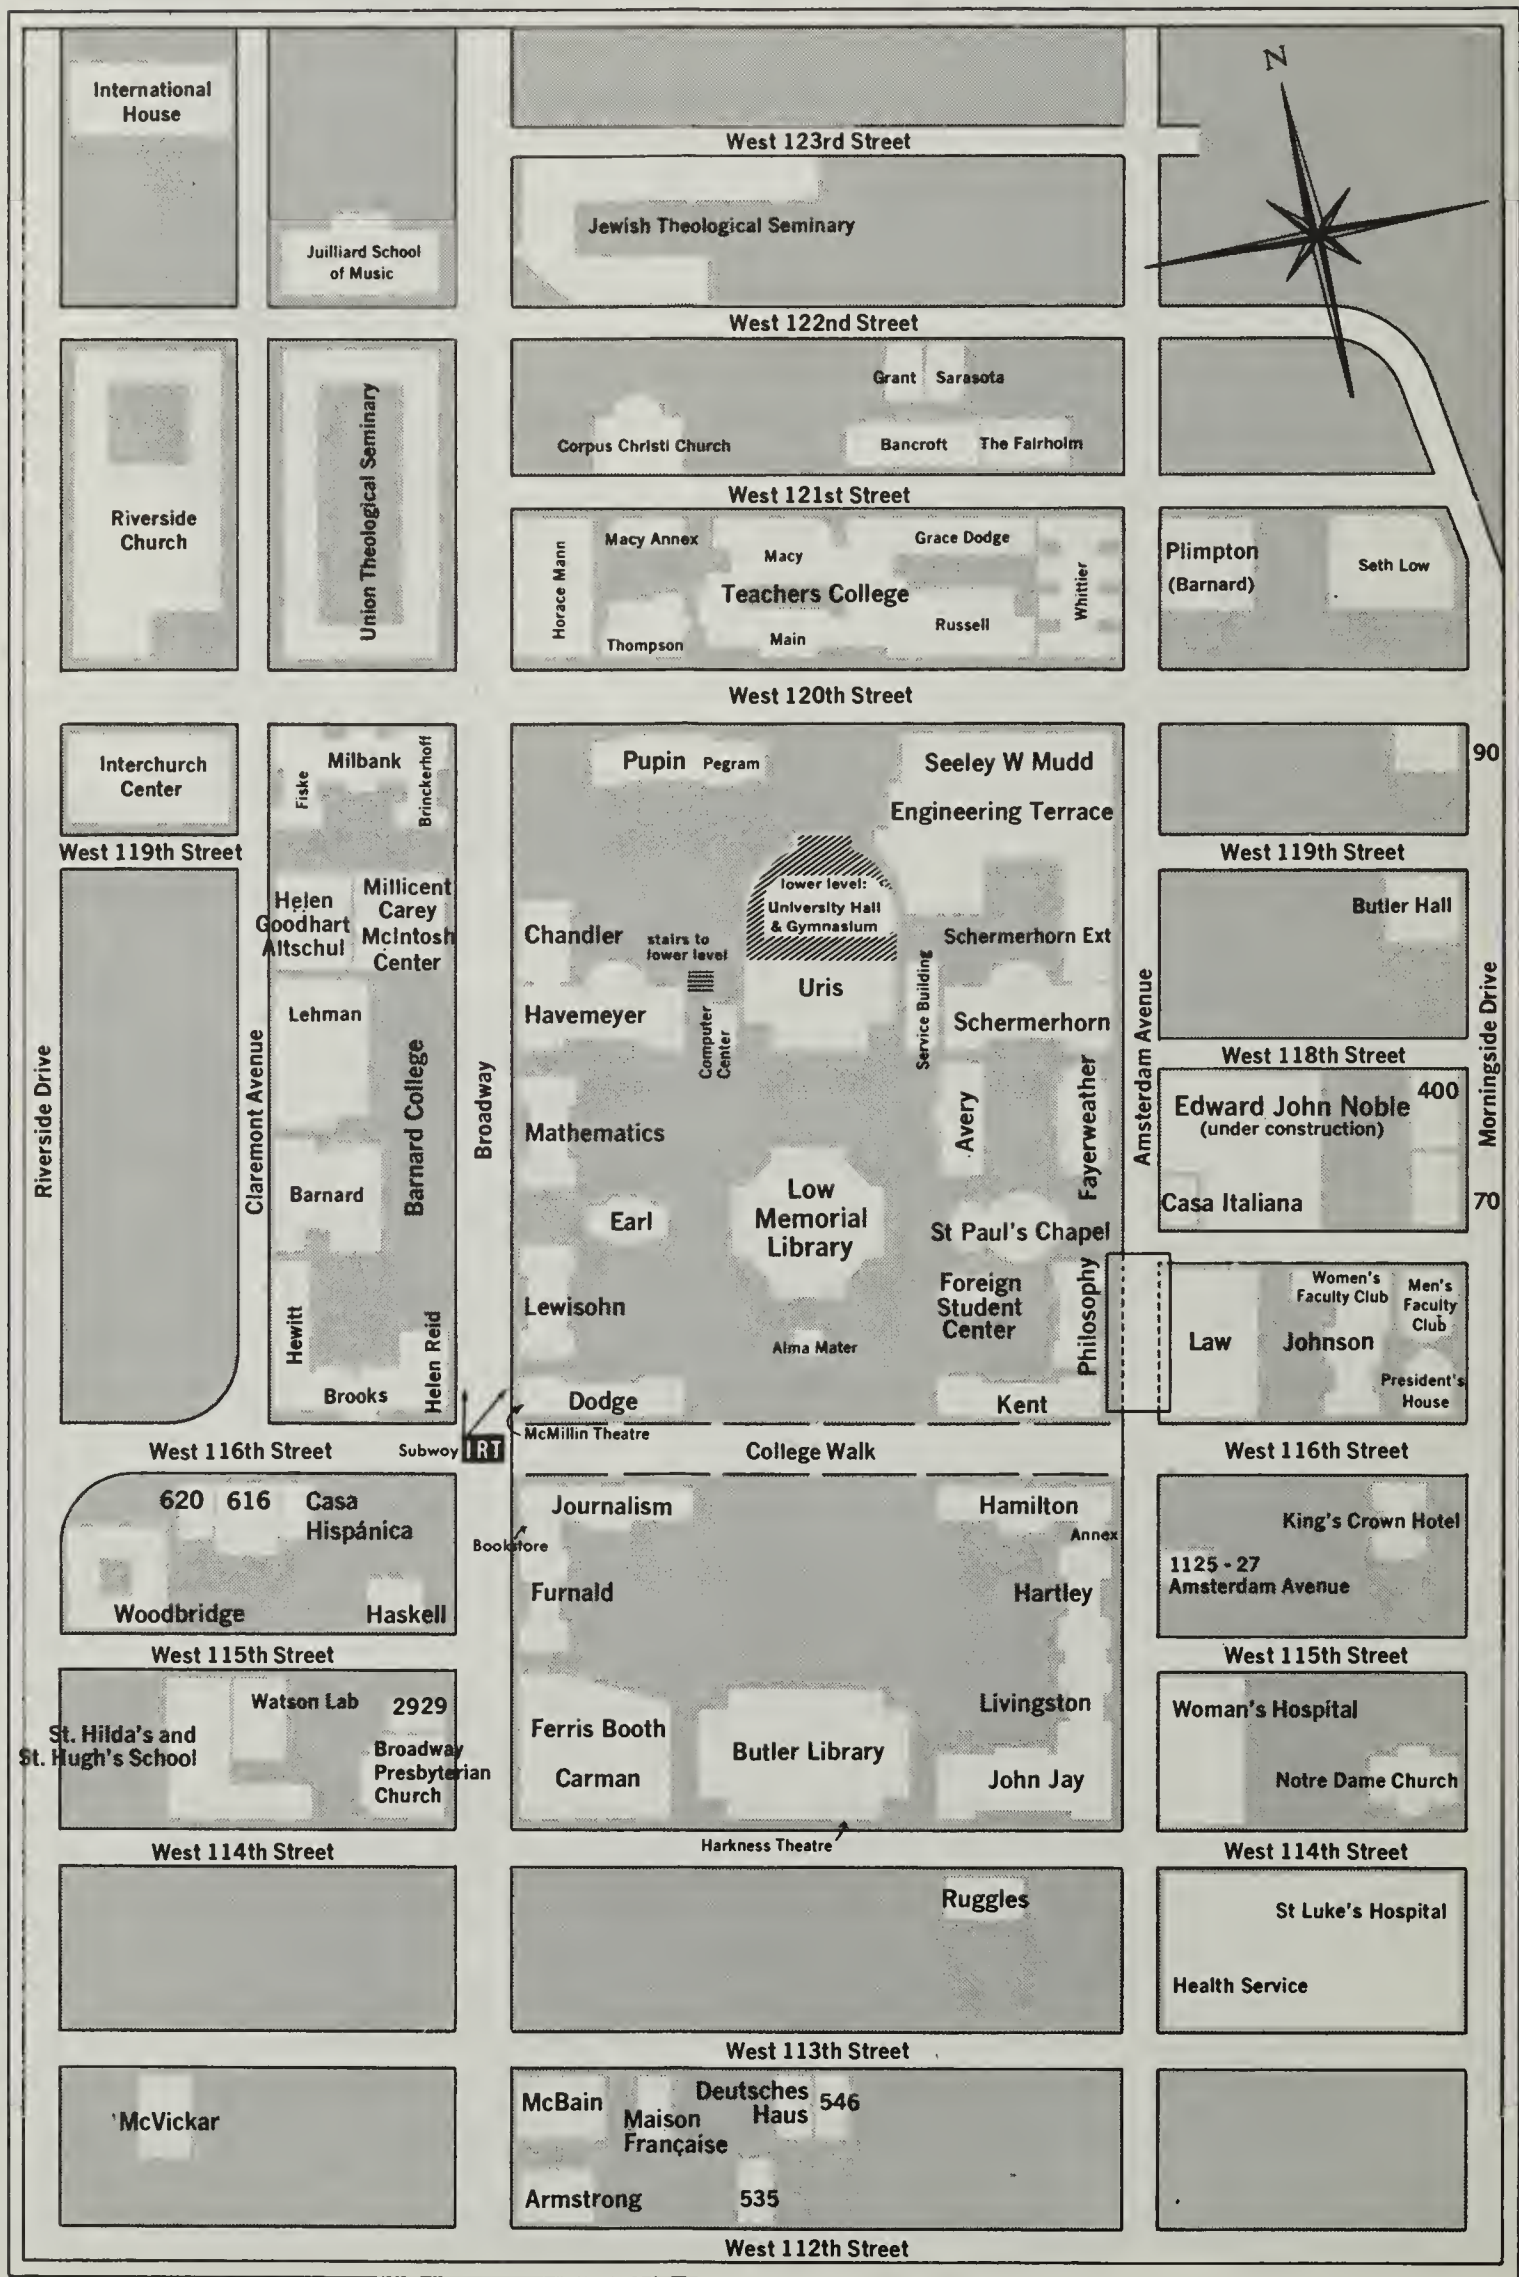 N
International
House
West 123rd Street
Jewish Theological Seminary
Juilliard School
of Music
West 122nd Street
Grant
Sarasota
Corpus Christi Church
Bancroft
The Fairholm
Union Theological Seminary
Riverside
Church
West 121st Street
Horace Mann
Macy Annex
Macy
Grace Dodge
Teachers College
Whittier
Thompson
Main
Russell
Plimpton
(Barnard)
Seth Low
West 120th Street
Interchurch
Center
Fiske
Milbank
Brinckerhoff
Pupin
Pegram
Seeley W Mudd
Engineering Terrace
90
West 119th Street
West 119th Street
Helen
Goodhart
Altschul
Millicent
Carey
McIntosh
Center
lower level:
University Hall
& Gymnasium
Chandler
stairs to
lower level
Schermerhorn Ext
Butler Hall
Lehman
Havemeyer
Computer
Center
Uris
Service Building
Schermerhorn
West 118th Street
Riverside Drive
Claremont Avenue
Barnard College
Broadway
Amsterdam Avenue
Morningside Drive
Mathematics
Avery
Fayerweather
400
Edward John Noble
(under construction)
Casa Italiana
70
Barnard
Earl
Low
Memorial
Library
St Paul's Chapel
Foreign
Student
Center
Philosophy
Lewisohn
Alma Mater
Law
Johnson
Women's
Faculty Club
Men's
Faculty
Club
President's
House
Hewitt
Brooks
Helen Reid
Dodge
Kent
McMillin Theatre
West 116th Street
Subway
IRT
College Walk
West 116th Street
620
616
Casa
Hispánica
Journalism
Bookstore
Hamilton
Annex
King's Crown Hotel
1125 - 27
Amsterdam Avenue
Woodbridge
Haskell
Furnald
Hartley
West 115th Street
West 115th Street
Watson Lab
2929
St. Hilda's and
St. Hugh's School
Broadway
Presbyterian
Church
Ferris Booth
Carman
Butler Library
Livingston
John Jay
Woman's Hospital
Notre Dame Church
Harkness Theatre
West 114th Street
West 114th Street
Ruggles
St Luke's Hospital
Health Service
West 113th Street
McVickar
McBain
Maison
Française
Deutsches
Haus
546
Armstrong
535
West 112th Street